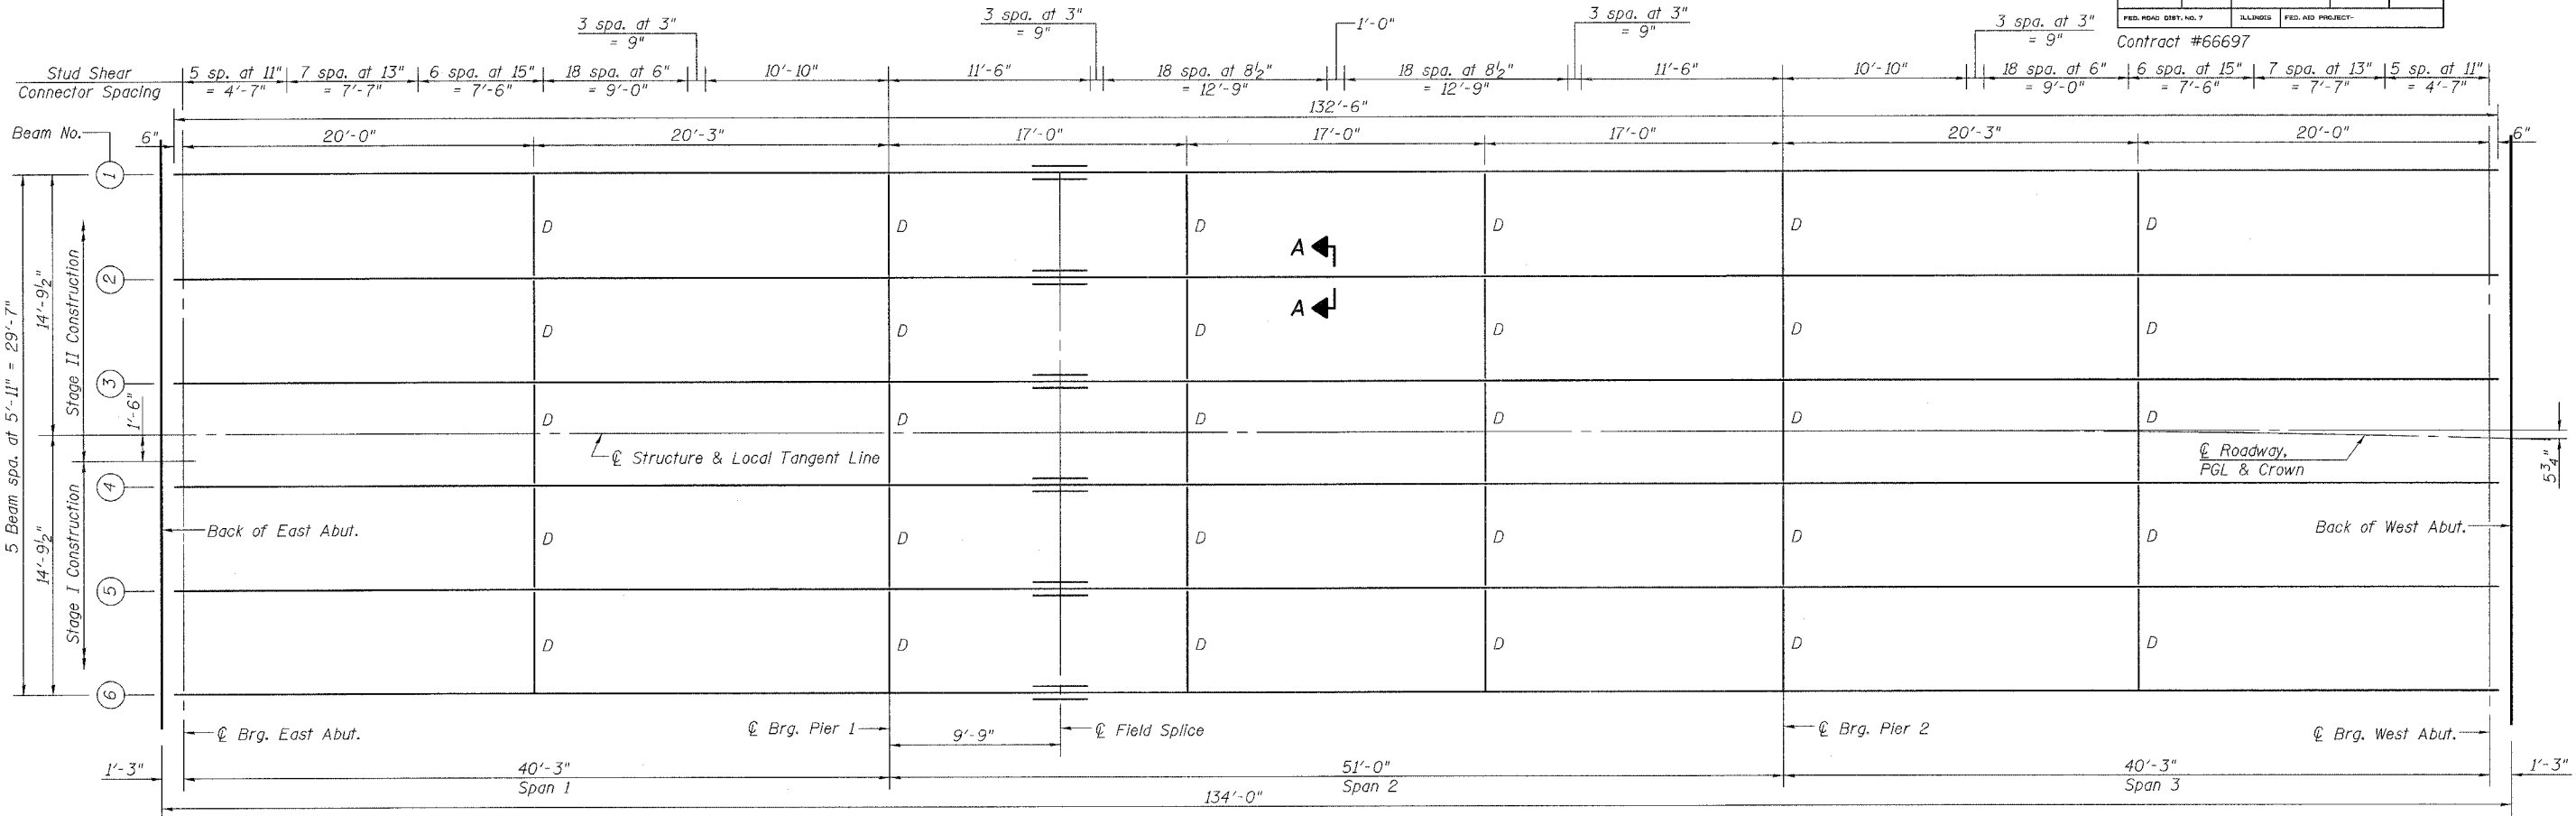 3 spa. at 3"
= 9"
3 spa. at 3"
= 9"
1'-0"
3 spa. at 3"
= 9"
3 spa. at 3"
= 9"
FED. ROAD DIST. NO. 7 ILLINOIS FED. AID PROJECT-
Contract #66697
Stud Shear
Connector Spacing
5 sp. at 11"
= 4'-7"
7 spa. at 13"
= 7'-7"
6 spa. at 15"
= 7'-6"
18 spa. at 6"
= 9'-0"
10'-10"
11'-6"
18 spa. at 8½"
= 12'-9"
18 spa. at 8½"
= 12'-9"
11'-6"
10'-10"
18 spa. at 6"
= 9'-0"
6 spa. at 15"
= 7'-6"
7 spa. at 13"
= 7'-7"
5 sp. at 11"
= 4'-7"
132'-6"
Beam No.
6"
20'-0"
20'-3"
17'-0"
17'-0"
17'-0"
20'-3"
20'-0"
6"
1
D D D D D D
A
2
A
D D D D D D
3
D D D D D D
℄ Structure & Local Tangent Line
℄ Roadway,
PGL & Crown
5¾"
4
Back of East Abut.
D D D D D D
Back of West Abut.
5
D D D D D D
6
5 Beam spa. at 5'-11" = 29'-7"
14'-9½"
14'-9½"
Stage II Construction
Stage I Construction
1'-6"
℄ Brg. East Abut.
℄ Brg. Pier 1
9'-9"
℄ Field Splice
℄ Brg. Pier 2
℄ Brg. West Abut.
1'-3"
40'-3"
Span 1
51'-0"
Span 2
40'-3"
Span 3
1'-3"
134'-0"